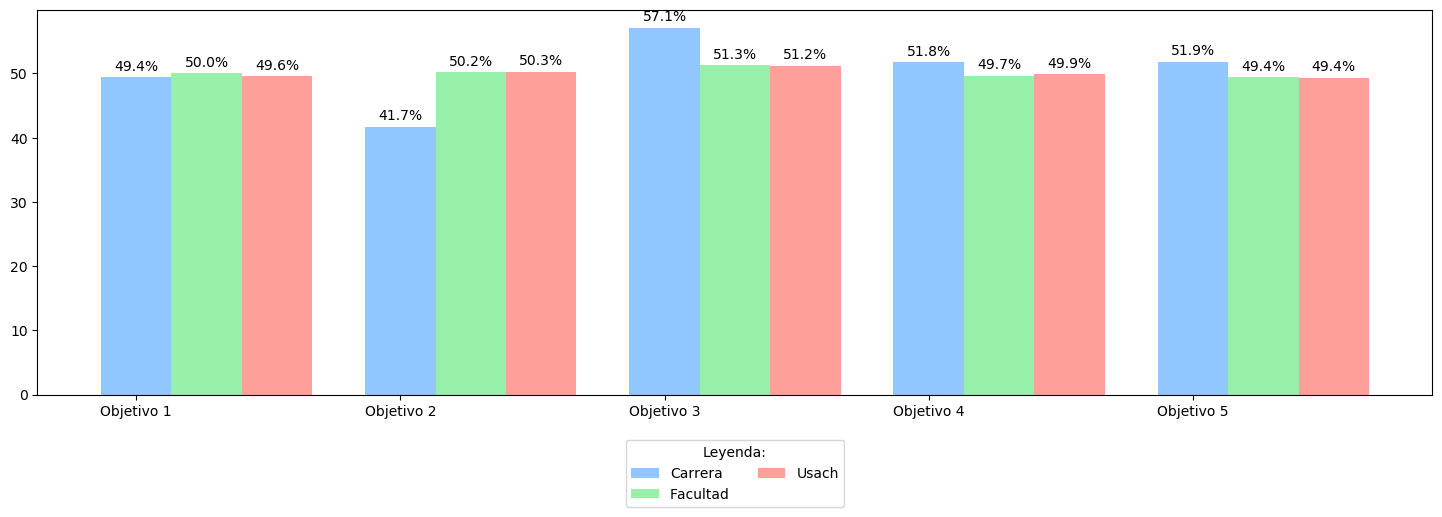 57.1%
49.4% 50.0% 49.6% 41.7% 50.2% 50.3% 51.3% 51.2% 51.8% 49.7% 49.9% 51.9% 49.4% 49.4%
50
40
30
20
10
0
Objetivo 1 Objetivo 2 Objetivo 3 Objetivo 4 Objetivo 5
Leyenda:
Carrera Usach
Facultad